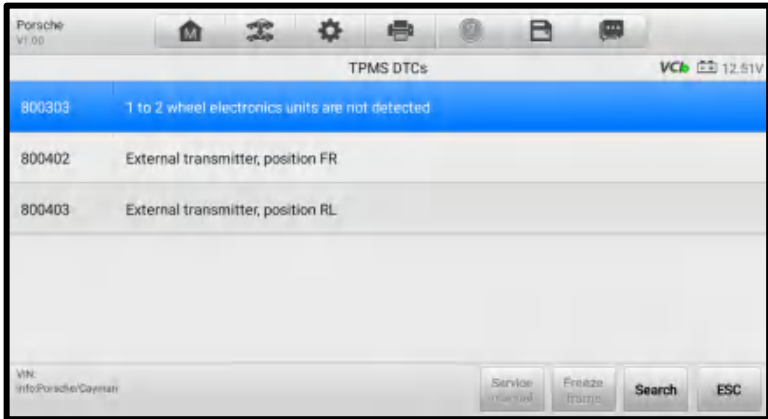 Porsche
V1.00
TPMS DTCs
VCI 12.51V
800303 1 to 2 wheel electronics units are not detected
800402 External transmitter, position FR
800403 External transmitter, position RL
VIN:
Info:Porsche/Cayman
Service manual
Freeze frame
Search
ESC